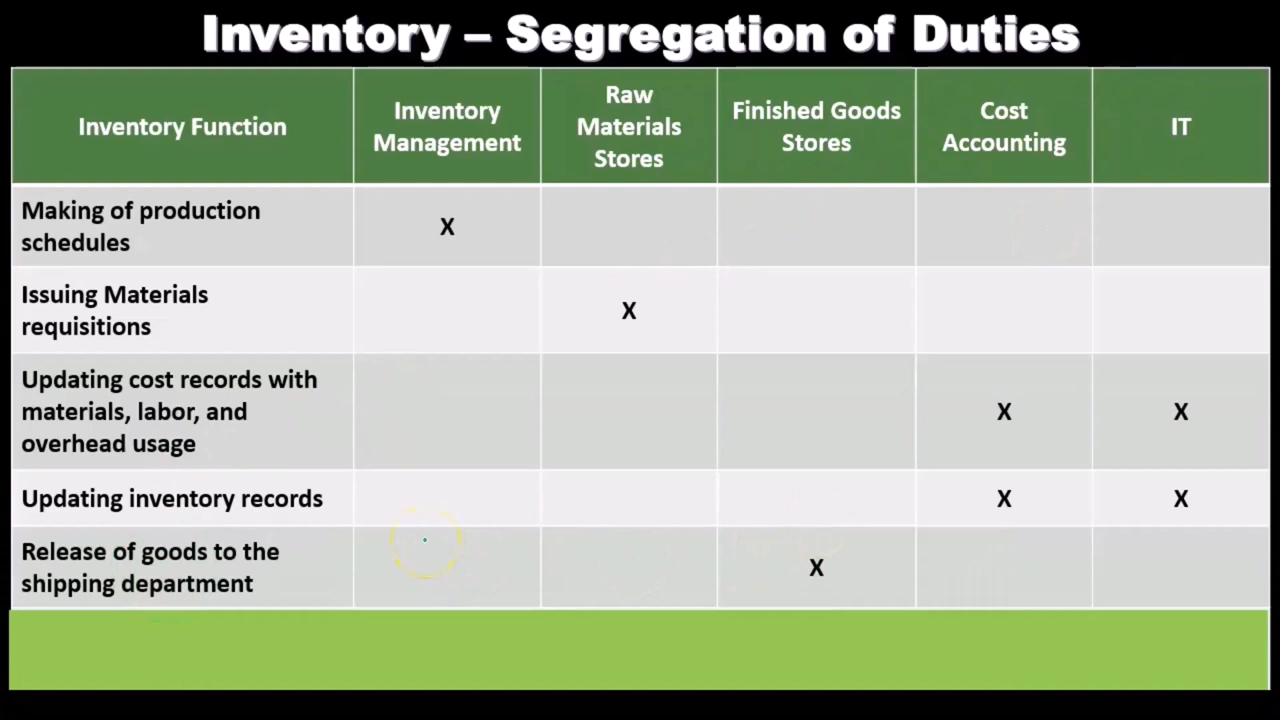 Inventory – Segregation of Duties
Inventory Function
Inventory
Management
Raw
Materials
Stores
Finished Goods
Stores
Cost
Accounting
IT
Making of production
schedules
X
Issuing Materials
requisitions
X
Updating cost records with
materials, labor, and
overhead usage
X
X
Updating inventory records
X
X
Release of goods to the
shipping department
X